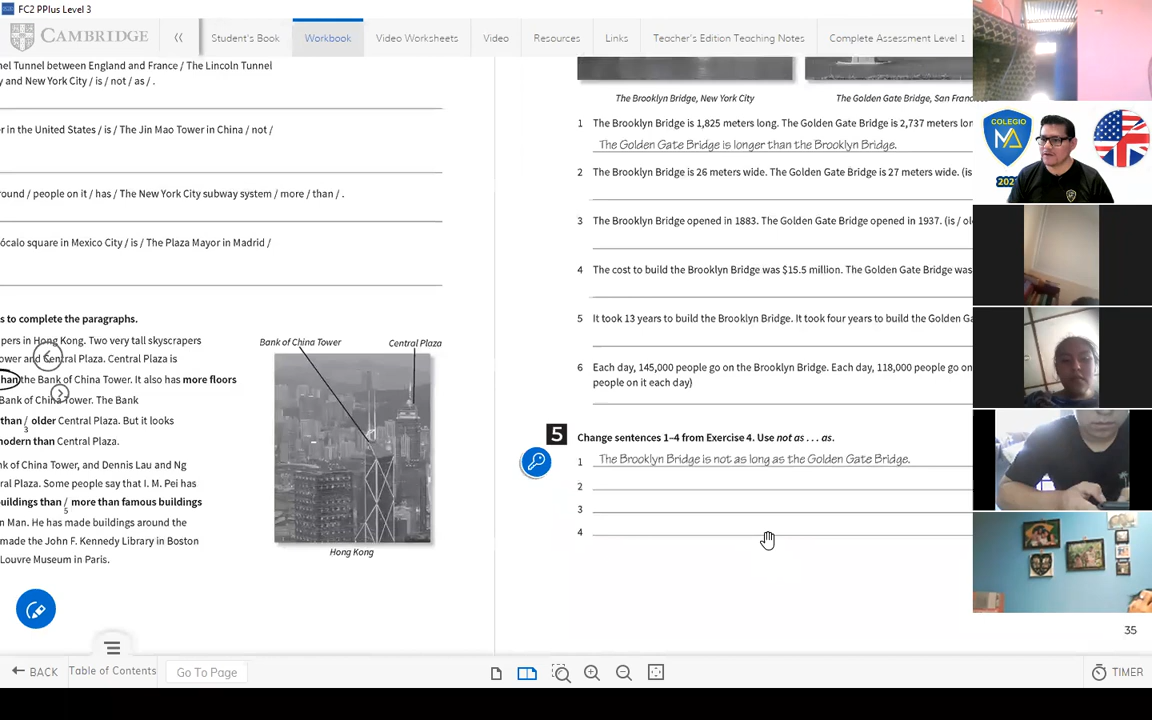 FC2 PPlus Level 3
CAMBRIDGE
Student's Book
Workbook
Video Worksheets
Video
Resources
Links
Teacher's Edition Teaching Notes
Complete Assessment Level 1
nel Tunnel between England and France / The Lincoln Tunnel
y and New York City / is / not / as / .
er in the United States / is / The Jin Mao Tower in China / not /
round / people on it / has / The New York City subway system / more / than / .
ócalo square in Mexico City / is / The Plaza Mayor in Madrid /
s to complete the paragraphs.
pers in Hong Kong. Two very tall skyscrapers
ower and Central Plaza. Central Plaza is
han the Bank of China Tower. It also has more floors
Bank of China Tower. The Bank
than / older Central Plaza. But it looks
3
modern than Central Plaza.
nk of China Tower, and Dennis Lau and Ng
ral Plaza. Some people say that I. M. Pei has
uildings than / more than famous buildings
5
n Man. He has made buildings around the
made the John F. Kennedy Library in Boston
Louvre Museum in Paris.
Bank of China Tower
Central Plaza
Hong Kong
The Brooklyn Bridge, New York City
The Golden Gate Bridge, San Franc
1 The Brooklyn Bridge is 1,825 meters long. The Golden Gate Bridge is 2,737 meters lon
The Golden Gate Bridge is longer than the Brooklyn Bridge.
2 The Brooklyn Bridge is 26 meters wide. The Golden Gate Bridge is 27 meters wide. (is
3 The Brooklyn Bridge opened in 1883. The Golden Gate Bridge opened in 1937. (is / ol
4 The cost to build the Brooklyn Bridge was $15.5 million. The Golden Gate Bridge was
5 It took 13 years to build the Brooklyn Bridge. It took four years to build the Golden Ga
6 Each day, 145,000 people go on the Brooklyn Bridge. Each day, 118,000 people go on
people on it each day)
5 Change sentences 1–4 from Exercise 4. Use not as . . . as.
1 The Brooklyn Bridge is not as long as the Golden Gate Bridge.
2
3
4
35
COLEGIO
MA
202
BACK
Table of Contents
Go To Page
TIMER